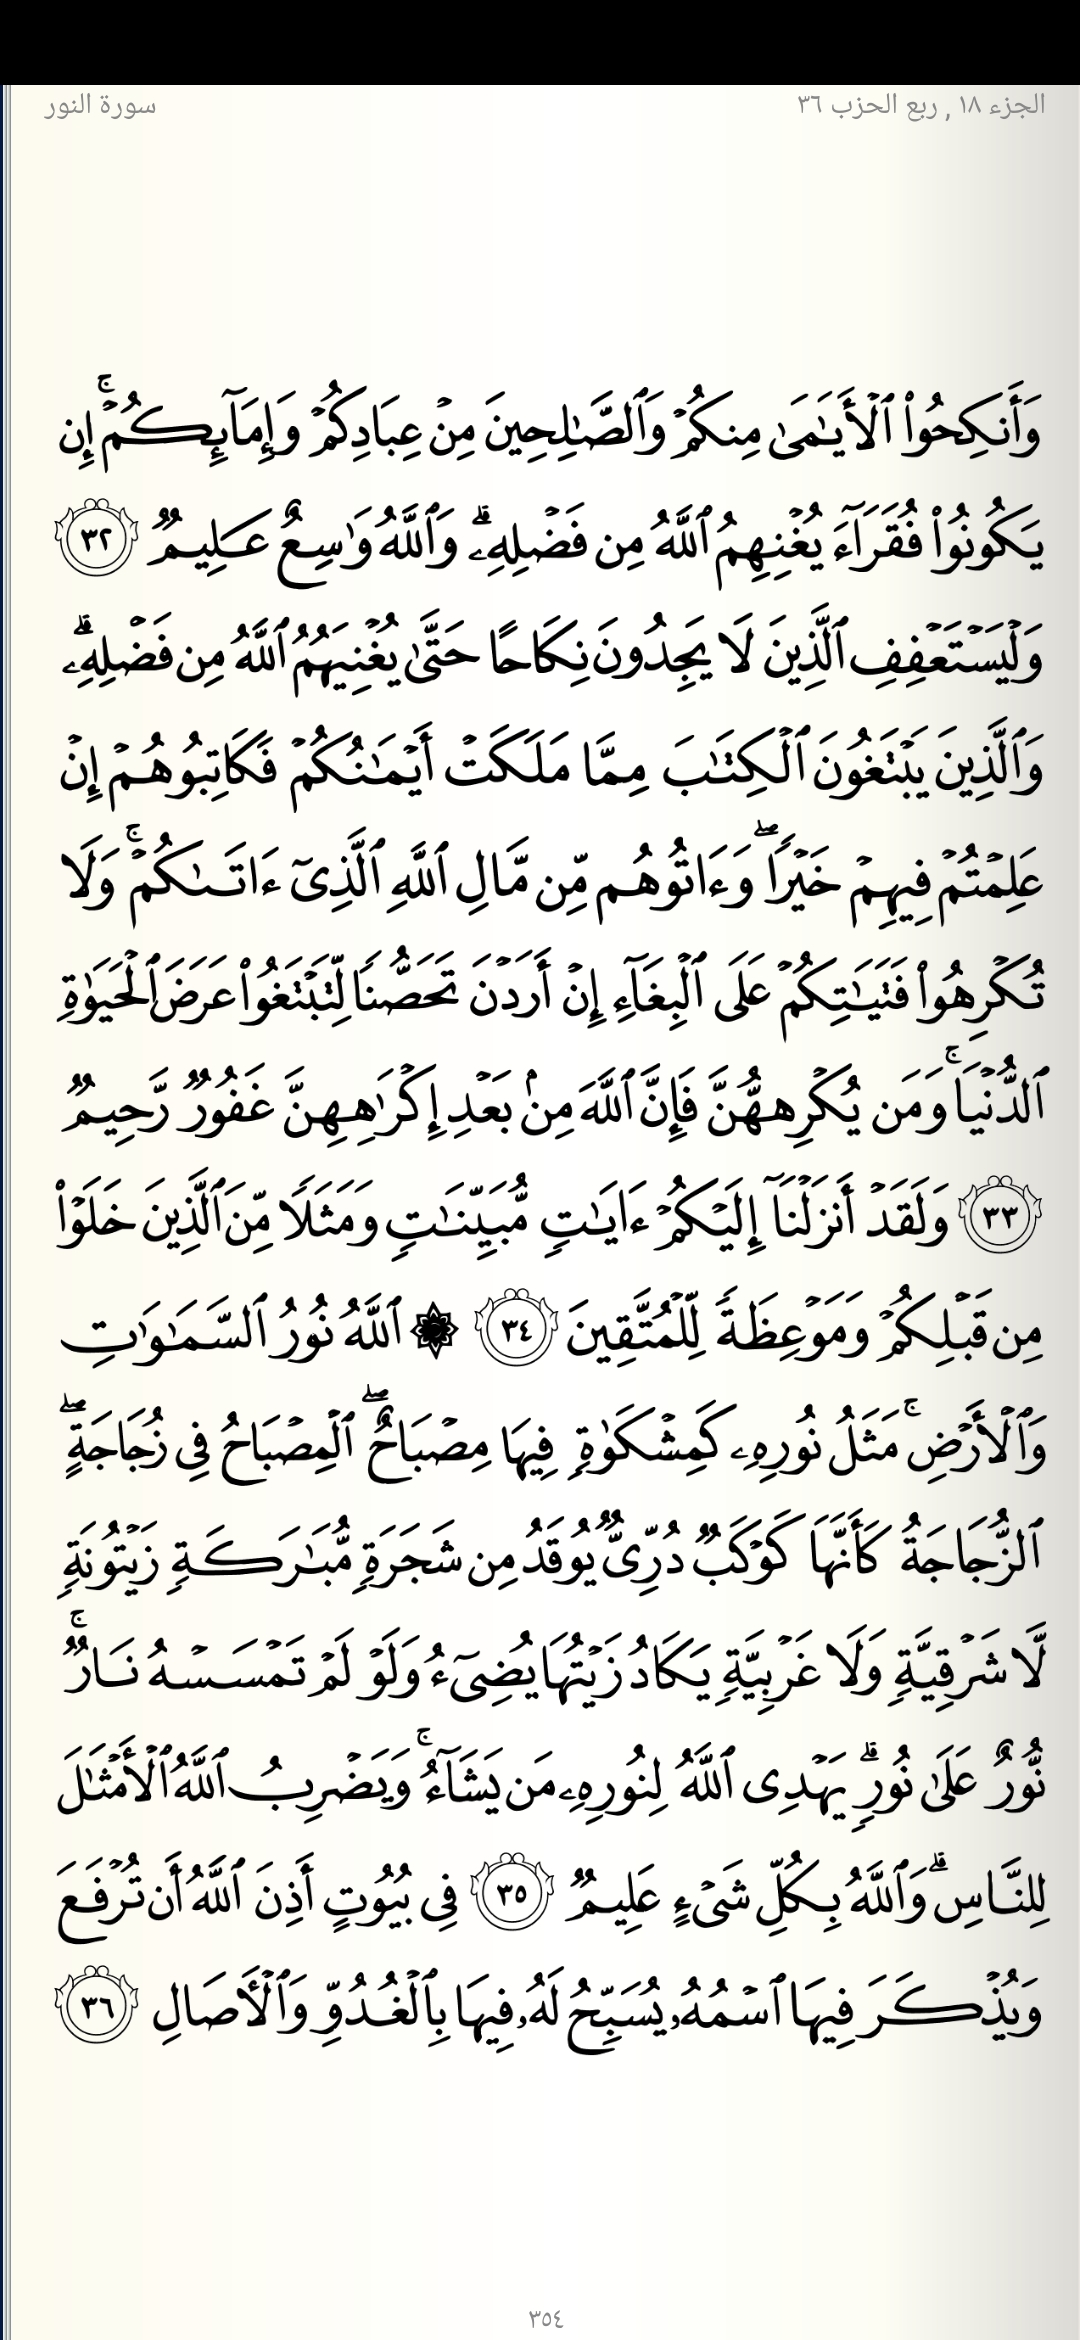 الجزء ١٨ , ربع الحزب ٣٦
سورة النور
وَأَنكِحُوا۟ ٱلْأَيَـٰمَىٰ مِنكُمْ وَٱلصَّـٰلِحِينَ مِنْ عِبَادِكُمْ وَإِمَآئِكُمْ ۚ إِن
يَكُونُوا۟ فُقَرَآءَ يُغْنِهِمُ ٱللَّهُ مِن فَضْلِهِۦ ۗ وَٱللَّهُ وَٰسِعٌ عَلِيمٌ ٣٢
وَلْيَسْتَعْفِفِ ٱلَّذِينَ لَا يَجِدُونَ نِكَاحًا حَتَّىٰ يُغْنِيَهُمُ ٱللَّهُ مِن فَضْلِهِۦ ۗ
وَٱلَّذِينَ يَبْتَغُونَ ٱلْكِتَـٰبَ مِمَّا مَلَكَتْ أَيْمَـٰنُكُمْ فَكَاتِبُوهُمْ إِنْ
عَلِمْتُمْ فِيهِمْ خَيْرًا ۖ وَءَاتُوهُم مِّن مَّالِ ٱللَّهِ ٱلَّذِىٓ ءَاتَىٰكُمْ ۚ وَلَا
تُكْرِهُوا۟ فَتَيَـٰتِكُمْ عَلَى ٱلْبِغَآءِ إِنْ أَرَدْنَ تَحَصُّنًا لِّتَبْتَغُوا۟ عَرَضَ ٱلْحَيَوٰةِ
ٱلدُّنْيَا ۚ وَمَن يُكْرِههُّنَّ فَإِنَّ ٱللَّهَ مِنۢ بَعْدِ إِكْرَٰهِهِنَّ غَفُورٌ رَّحِيمٌ
٣٣ وَلَقَدْ أَنزَلْنَآ إِلَيْكُمْ ءَايَـٰتٍ مُّبَيِّنَـٰتٍ وَمَثَلًا مِّنَ ٱلَّذِينَ خَلَوْا۟
مِن قَبْلِكُمْ وَمَوْعِظَةً لِّلْمُتَّقِينَ ٣٤ ۞ ٱللَّهُ نُورُ ٱلسَّمَـٰوَٰتِ
وَٱلْأَرْضِ ۚ مَثَلُ نُورِهِۦ كَمِشْكَوٰةٍ فِيهَا مِصْبَاحٌ ۖ ٱلْمِصْبَاحُ فِى زُجَاجَةٍ ۖ
ٱلزُّجَاجَةُ كَأَنَّهَا كَوْكَبٌ دُرِّىٌّ يُوقَدُ مِن شَجَرَةٍ مُّبَـٰرَكَةٍ زَيْتُونَةٍ
لَّا شَرْقِيَّةٍ وَلَا غَرْبِيَّةٍ يَكَادُ زَيْتُهَا يُضِىٓءُ وَلَوْ لَمْ تَمْسَسْهُ نَارٌ ۚ
نُّورٌ عَلَىٰ نُورٍ ۗ يَهْدِى ٱللَّهُ لِنُورِهِۦ مَن يَشَآءُ ۚ وَيَضْرِبُ ٱللَّهُ ٱلْأَمْثَـٰلَ
لِلنَّاسِ ۗ وَٱللَّهُ بِكُلِّ شَىْءٍ عَلِيمٌ ٣٥ فِى بُيُوتٍ أَذِنَ ٱللَّهُ أَن تُرْفَعَ
وَيُذْكَرَ فِيهَا ٱسْمُهُۥ يُسَبِّحُ لَهُۥ فِيهَا بِٱلْغُدُوِّ وَٱلْـَٔاصَالِ ٣٦
٣٥٤